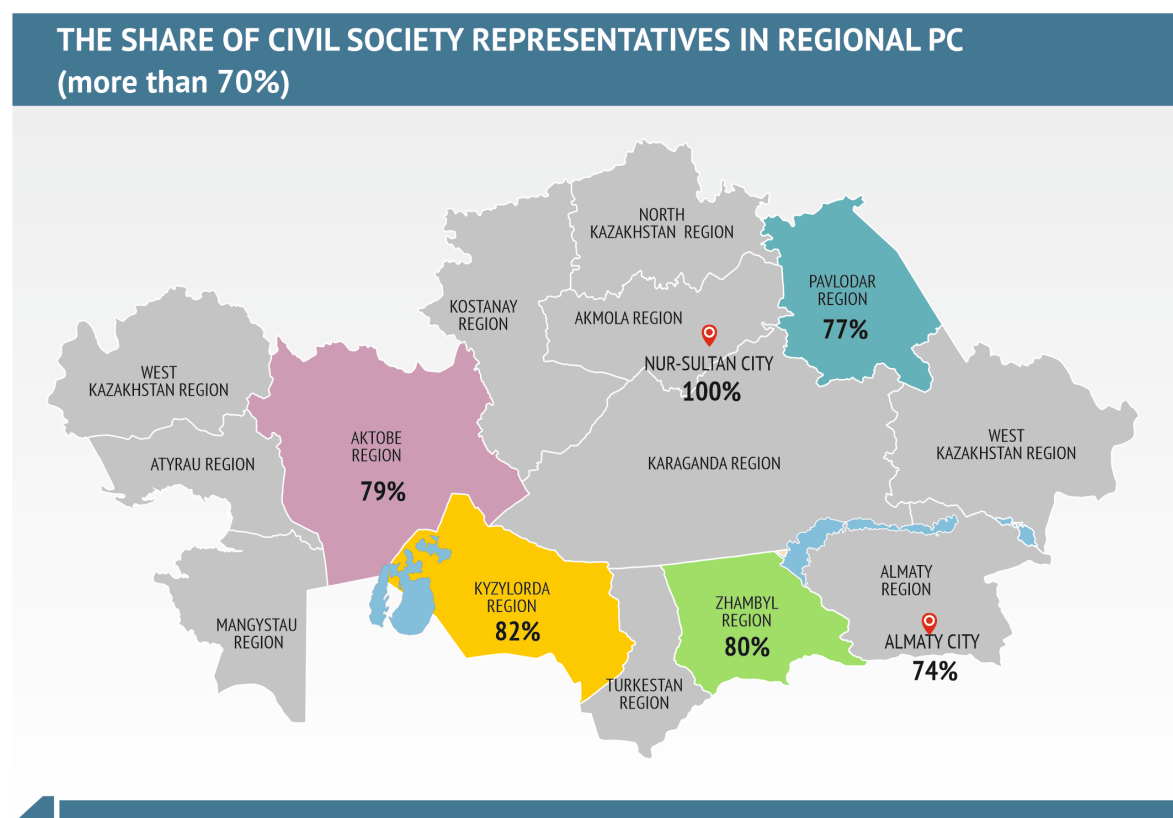 THE SHARE OF CIVIL SOCIETY REPRESENTATIVES IN REGIONAL PC
(more than 70%)
NORTH
KAZAKHSTAN REGION
PAVLODAR
REGION
77%
KOSTANAY
REGION
AKMOLA REGION
NUR-SULTAN CITY
100%
WEST
KAZAKHSTAN REGION
AKTOBE
REGION
79%
ATYRAU REGION
KARAGANDA REGION
WEST
KAZAKHSTAN REGION
KYZYLORDA
REGION
82%
ZHAMBYL
REGION
80%
ALMATY
REGION
ALMATY CITY
74%
MANGYSTAU
REGION
TURKESTAN
REGION